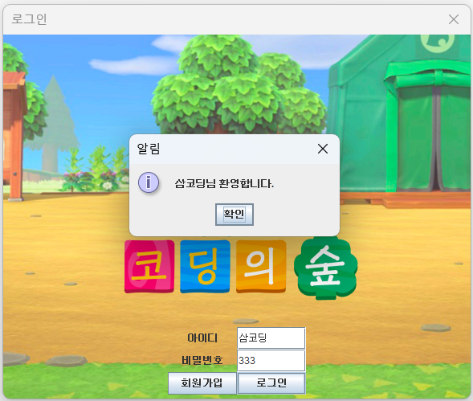 로그인
알림
삼코딩님 환영합니다.
확인
코딩의숲
아이디 삼코딩
비밀번호 333
회원가입 로그인